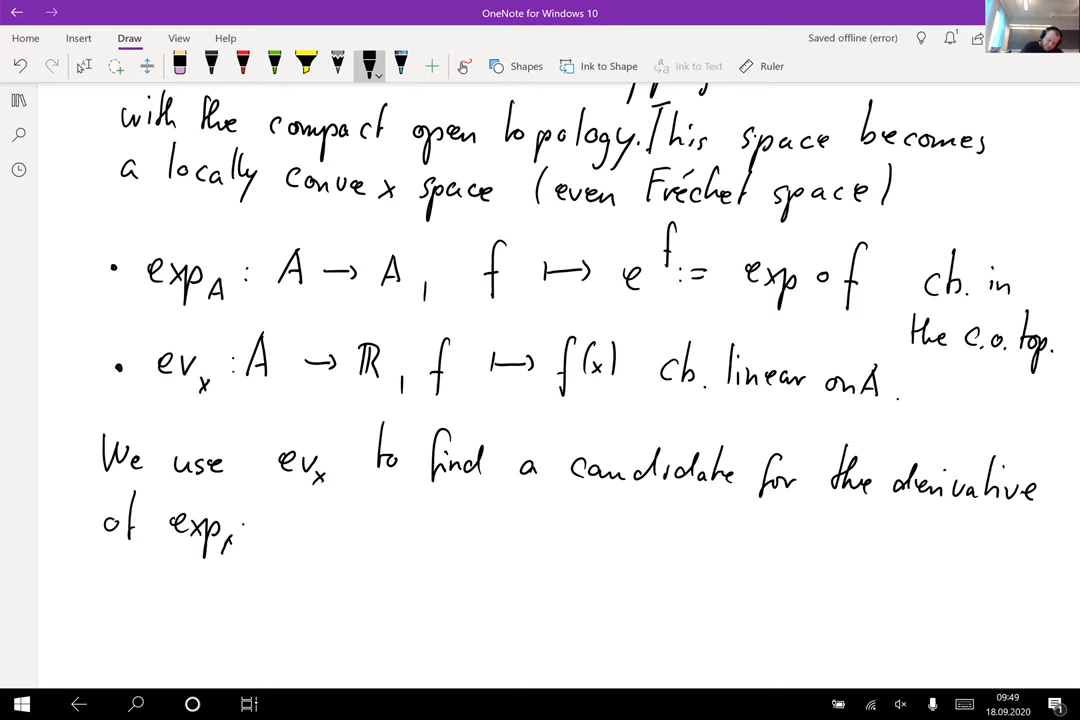 OneNote for Windows 10
Home Insert Draw View Help
Saved offline (error)
Shapes Ink to Shape Ink to Text Ruler
with the compact open topology. This space becomes
a locally convex space (even Fréchet space)
• exp_A : A → A, f ↦ e^f := exp ∘ f cb. in
the c.o. top.
• ev_x : A → ℝ, f ↦ f(x) cb. linear on A.
We use ev_x to find a candidate for the derivative
of exp_A
09:49
18.09.2020